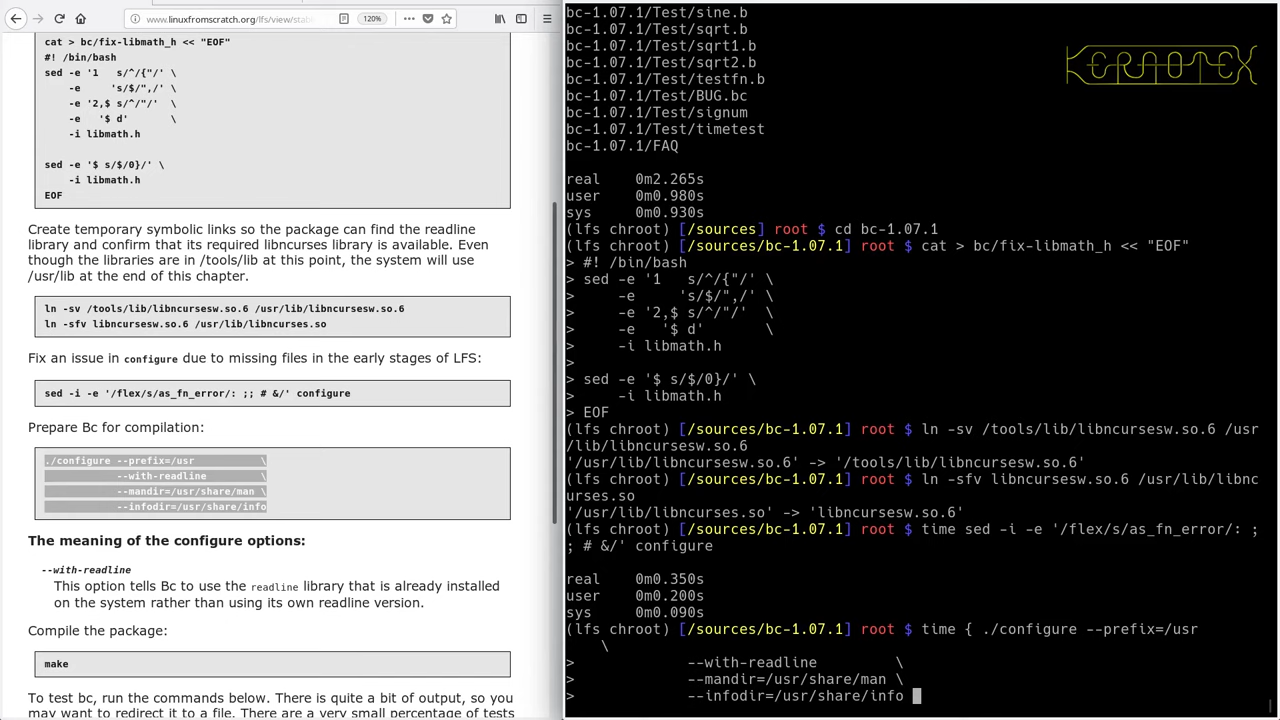 www.linuxfromscratch.org/lfs/view/stab
120%
cat > bc/fix-libmath_h << "EOF"
#! /bin/bash
sed -e '1   s/^/{"/' \
    -e     's/$/",/' \
    -e '2,$ s/^/"/'  \
    -e   '$ d'       \
    -i libmath.h

sed -e '$ s/$/0}/' \
    -i libmath.h
EOF
Create temporary symbolic links so the package can find the readline
library and confirm that its required libncurses library is available. Even
though the libraries are in /tools/lib at this point, the system will use
/usr/lib at the end of this chapter.
ln -sv /tools/lib/libncursesw.so.6 /usr/lib/libncursesw.so.6
ln -sfv libncursesw.so.6 /usr/lib/libncurses.so
Fix an issue in configure due to missing files in the early stages of LFS:
sed -i -e '/flex/s/as_fn_error/: ;; # &/' configure
Prepare Bc for compilation:
./configure --prefix=/usr           \
            --with-readline         \
            --mandir=/usr/share/man \
            --infodir=/usr/share/info
The meaning of the configure options:
--with-readline
This option tells Bc to use the readline library that is already installed
on the system rather than using its own readline version.
Compile the package:
make
To test bc, run the commands below. There is quite a bit of output, so you
may want to redirect it to a file. There are a very small percentage of tests
bc-1.07.1/Test/sine.b
bc-1.07.1/Test/sqrt.b
bc-1.07.1/Test/sqrt1.b
bc-1.07.1/Test/sqrt2.b
bc-1.07.1/Test/testfn.b
bc-1.07.1/Test/BUG.bc
bc-1.07.1/Test/signum
bc-1.07.1/Test/timetest
bc-1.07.1/FAQ

real    0m2.265s
user    0m0.980s
sys     0m0.930s
(lfs chroot) [/sources] root $ cd bc-1.07.1
(lfs chroot) [/sources/bc-1.07.1] root $ cat > bc/fix-libmath_h << "EOF"
> #! /bin/bash
> sed -e '1   s/^/{"/' \
>     -e     's/$/",/' \
>     -e '2,$ s/^/"/'  \
>     -e   '$ d'       \
>     -i libmath.h
>
> sed -e '$ s/$/0}/' \
>     -i libmath.h
> EOF
(lfs chroot) [/sources/bc-1.07.1] root $ ln -sv /tools/lib/libncursesw.so.6 /usr
/lib/libncursesw.so.6
'/usr/lib/libncursesw.so.6' -> '/tools/lib/libncursesw.so.6'
(lfs chroot) [/sources/bc-1.07.1] root $ ln -sfv libncursesw.so.6 /usr/lib/libnc
urses.so
'/usr/lib/libncurses.so' -> 'libncursesw.so.6'
(lfs chroot) [/sources/bc-1.07.1] root $ time sed -i -e '/flex/s/as_fn_error/: ;
; # &/' configure

real    0m0.350s
user    0m0.200s
sys     0m0.090s
(lfs chroot) [/sources/bc-1.07.1] root $ time { ./configure --prefix=/usr
    \
>             --with-readline         \
>             --mandir=/usr/share/man \
>             --infodir=/usr/share/info
KERAOTEX